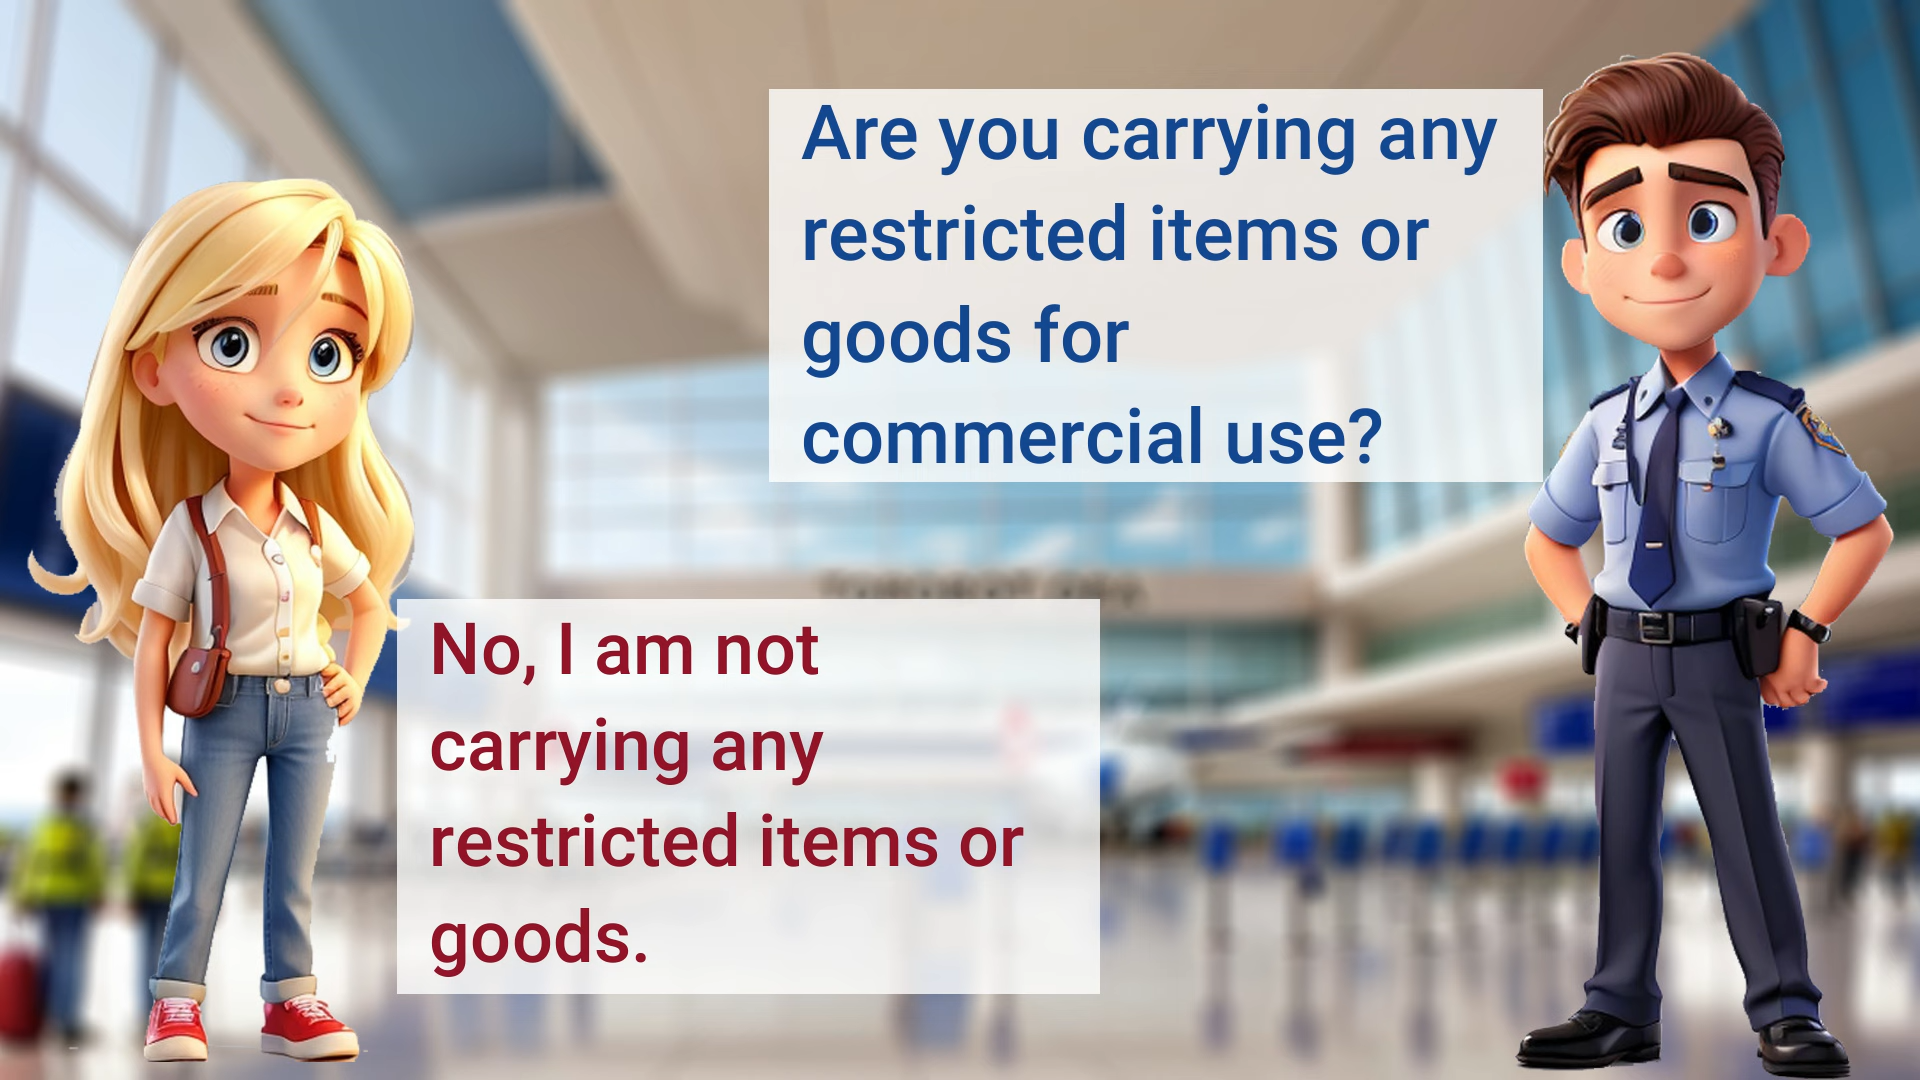 Are you carrying any
restricted items or
goods for
commercial use?
No, I am not
carrying any
restricted items or
goods.